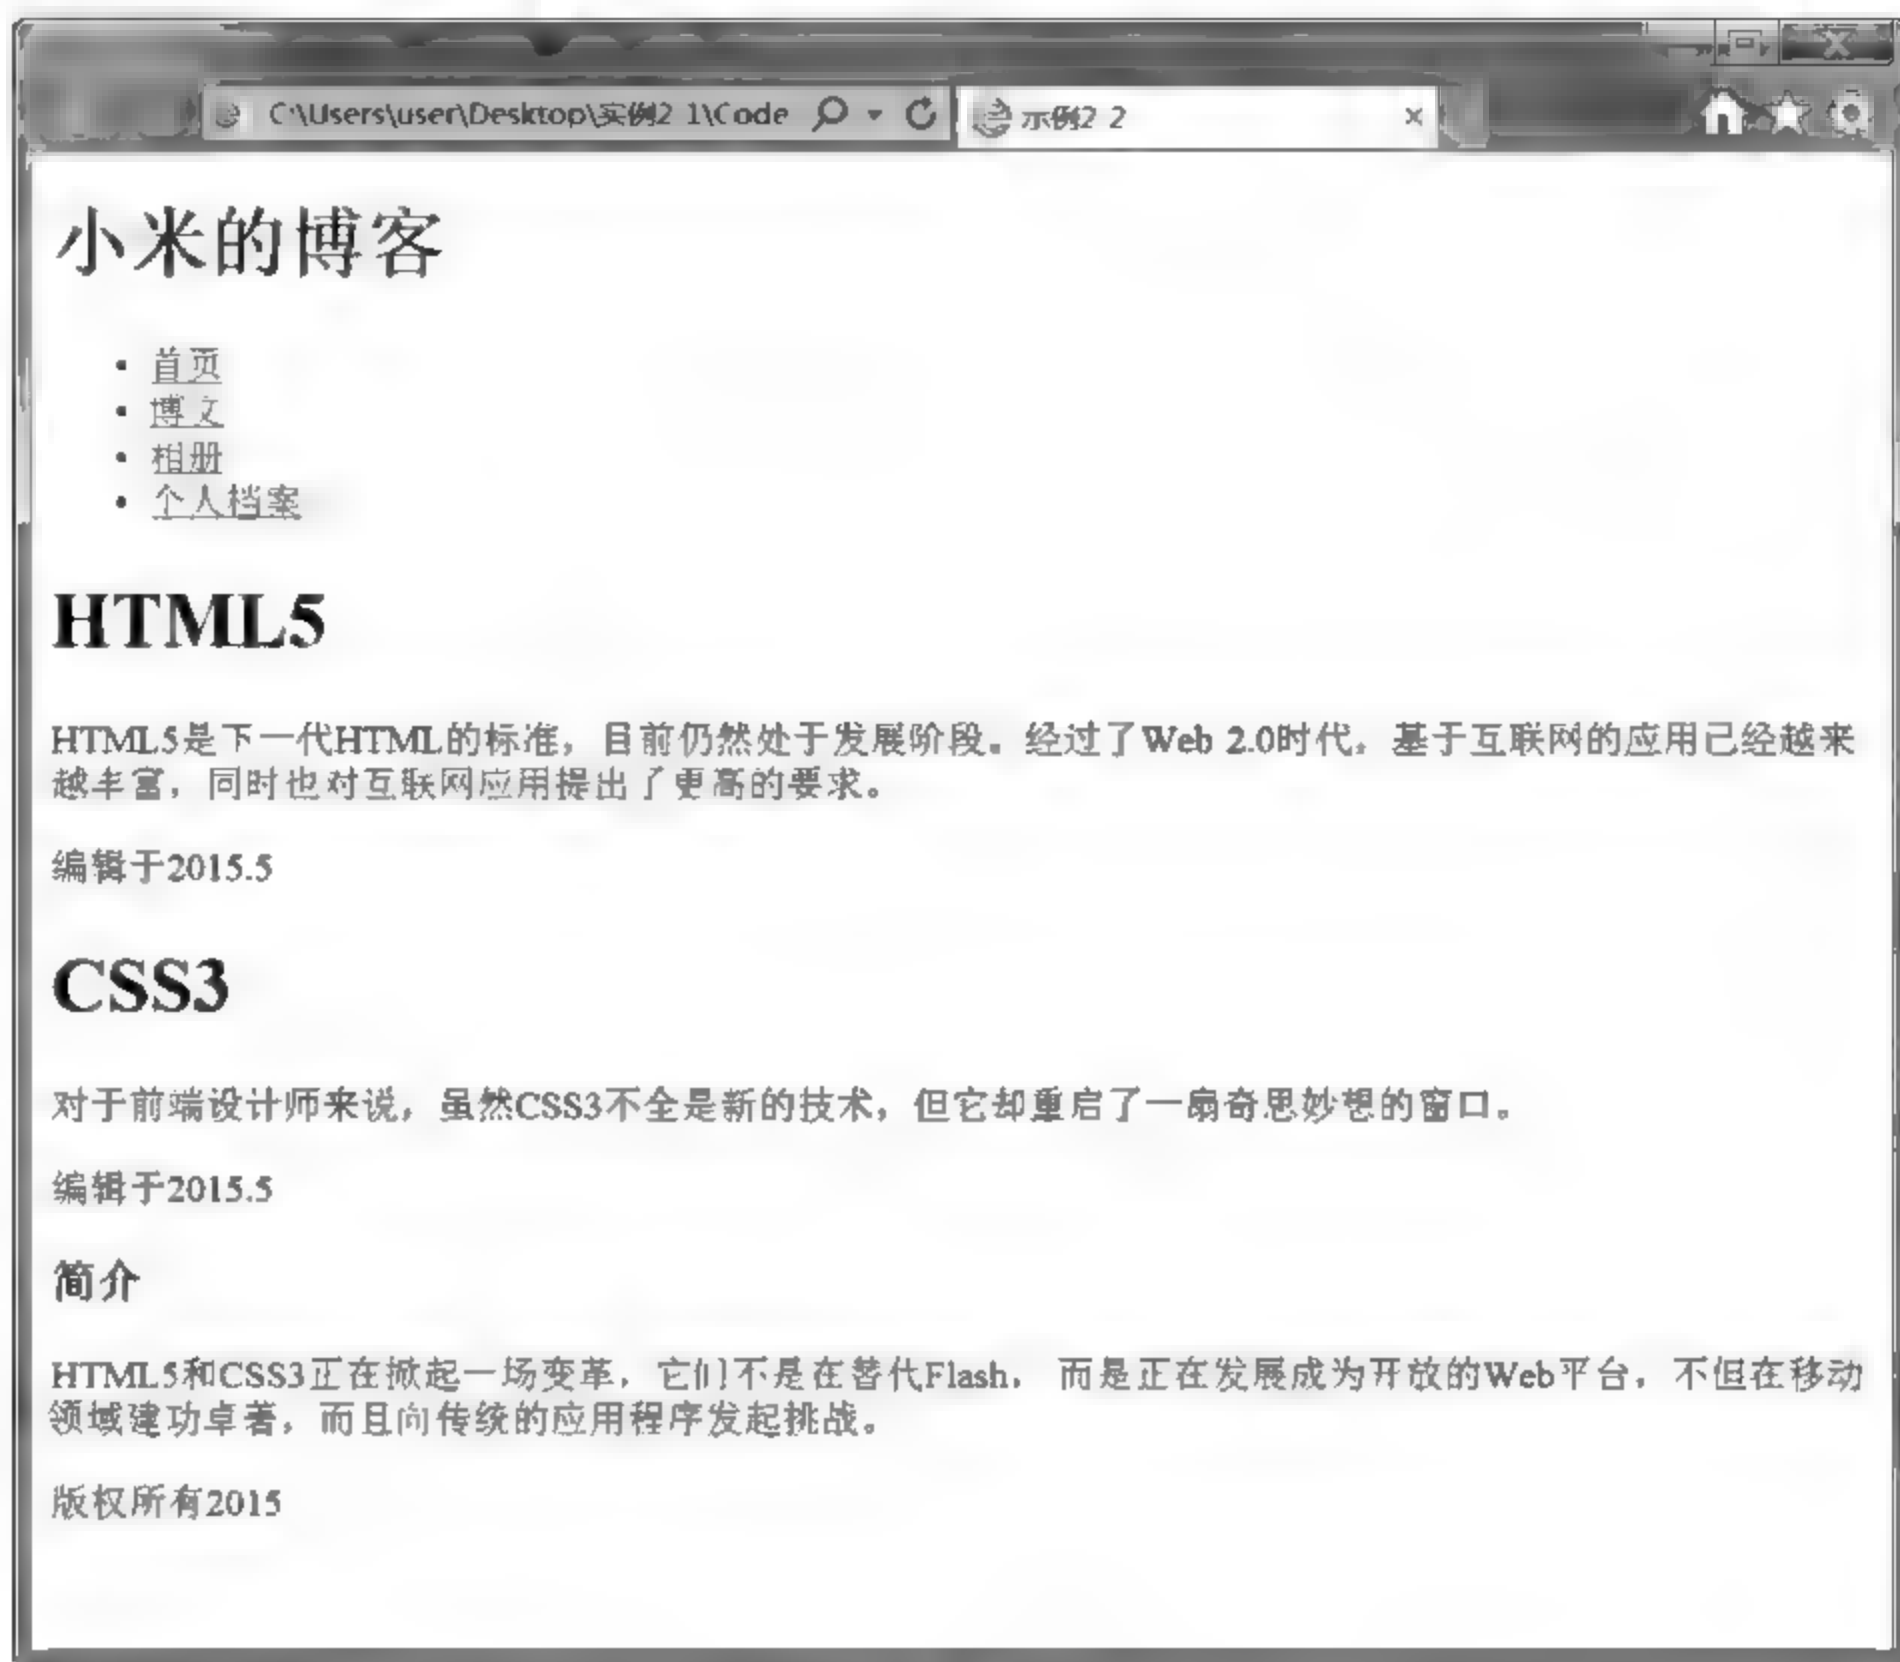 C:\Users\user\Desktop\实例2 1\Code
示例2 2
小米的博客
• 首页
• 博文
• 相册
• 个人档案
HTML5
HTML5是下一代HTML的标准，目前仍然处于发展阶段。经过了Web 2.0时代，基于互联网的应用已经越来
越丰富，同时也对互联网应用提出了更高的要求。
编辑于2015.5
CSS3
对于前端设计师来说，虽然CSS3不全是新的技术，但它却重启了一扇奇思妙想的窗口。
编辑于2015.5
简介
HTML5和CSS3正在掀起一场变革，它们不是在替代Flash， 而是正在发展成为开放的Web平台，不但在移动
领域建功卓著，而且向传统的应用程序发起挑战。
版权所有2015